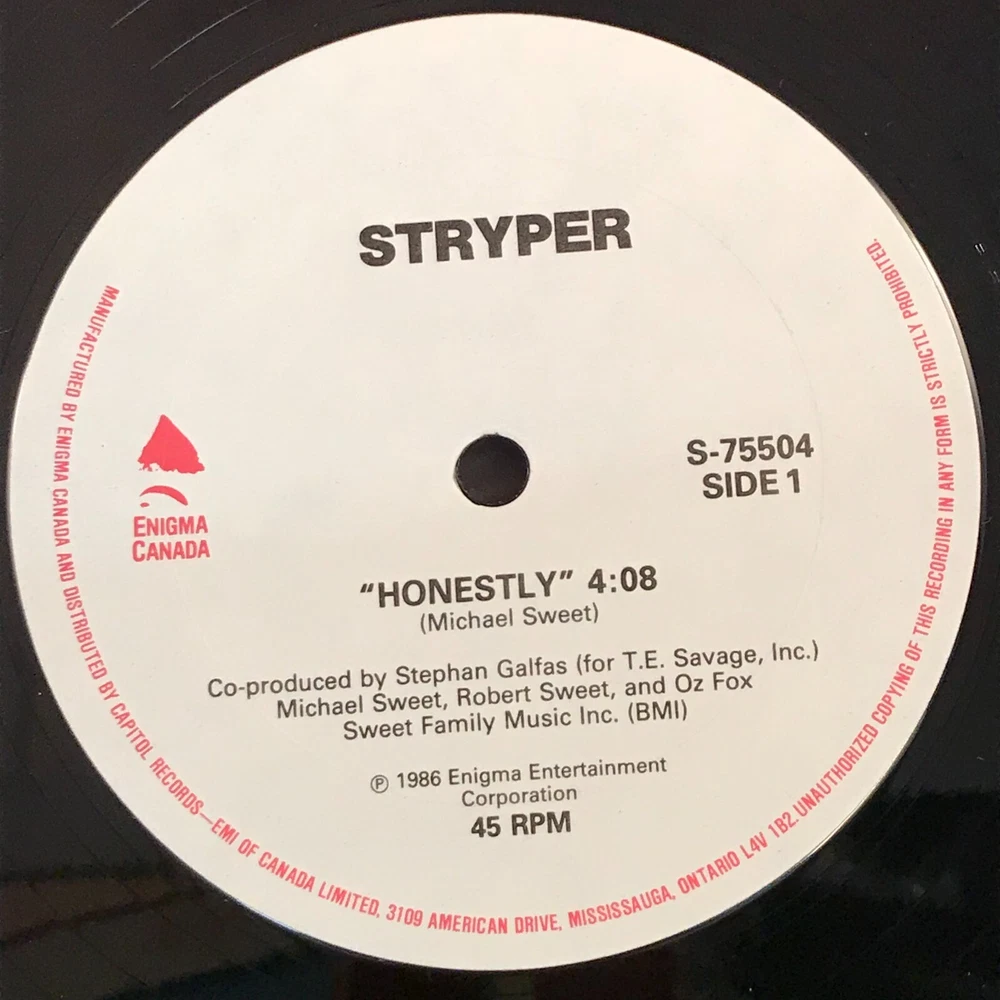 STRYPER
S-75504
SIDE 1
ENIGMA
CANADA
"HONESTLY" 4:08
(Michael Sweet)
Co-produced by Stephan Galfas (for T.E. Savage, Inc.)
Michael Sweet, Robert Sweet, and Oz Fox
Sweet Family Music Inc. (BMI)
℗ 1986 Enigma Entertainment
Corporation
45 RPM
MANUFACTURED BY ENIGMA CANADA AND DISTRIBUTED BY CAPITOL RECORDS—EMI OF CANADA LIMITED, 3109 AMERICAN DRIVE, MISSISSAUGA, ONTARIO L4V 1B2. UNAUTHORIZED COPYING OF THIS RECORDING IN ANY FORM IS STRICTLY PROHIBITED.